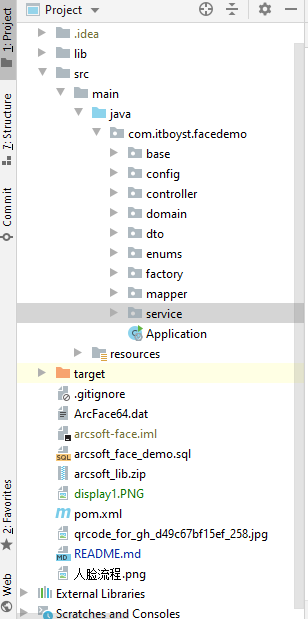 Project
1: Project
7: Structure
Commit
2: Favorites
Web
.idea
lib
src
main
java
com.itboyst.facedemo
base
config
controller
domain
dto
enums
factory
mapper
service
Application
resources
target
.gitignore
ArcFace64.dat
arcsoft-face.iml
arcsoft_face_demo.sql
arcsoft_lib.zip
display1.PNG
pom.xml
qrcode_for_gh_d49c67bf15ef_258.jpg
README.md
人脸流程.png
External Libraries
Scratches and Consoles